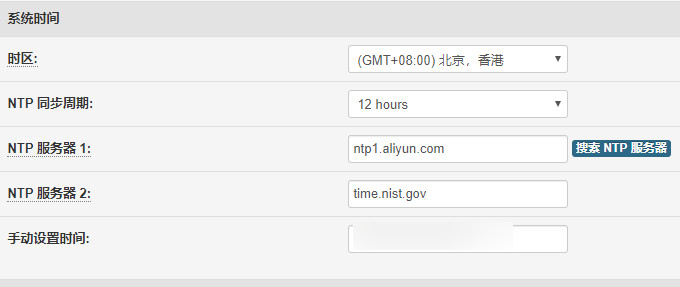 系统时间
时区:
(GMT+08:00) 北京，香港
NTP 同步周期:
12 hours
NTP 服务器 1:
ntp1.aliyun.com
搜索 NTP 服务器
NTP 服务器 2:
time.nist.gov
手动设置时间: